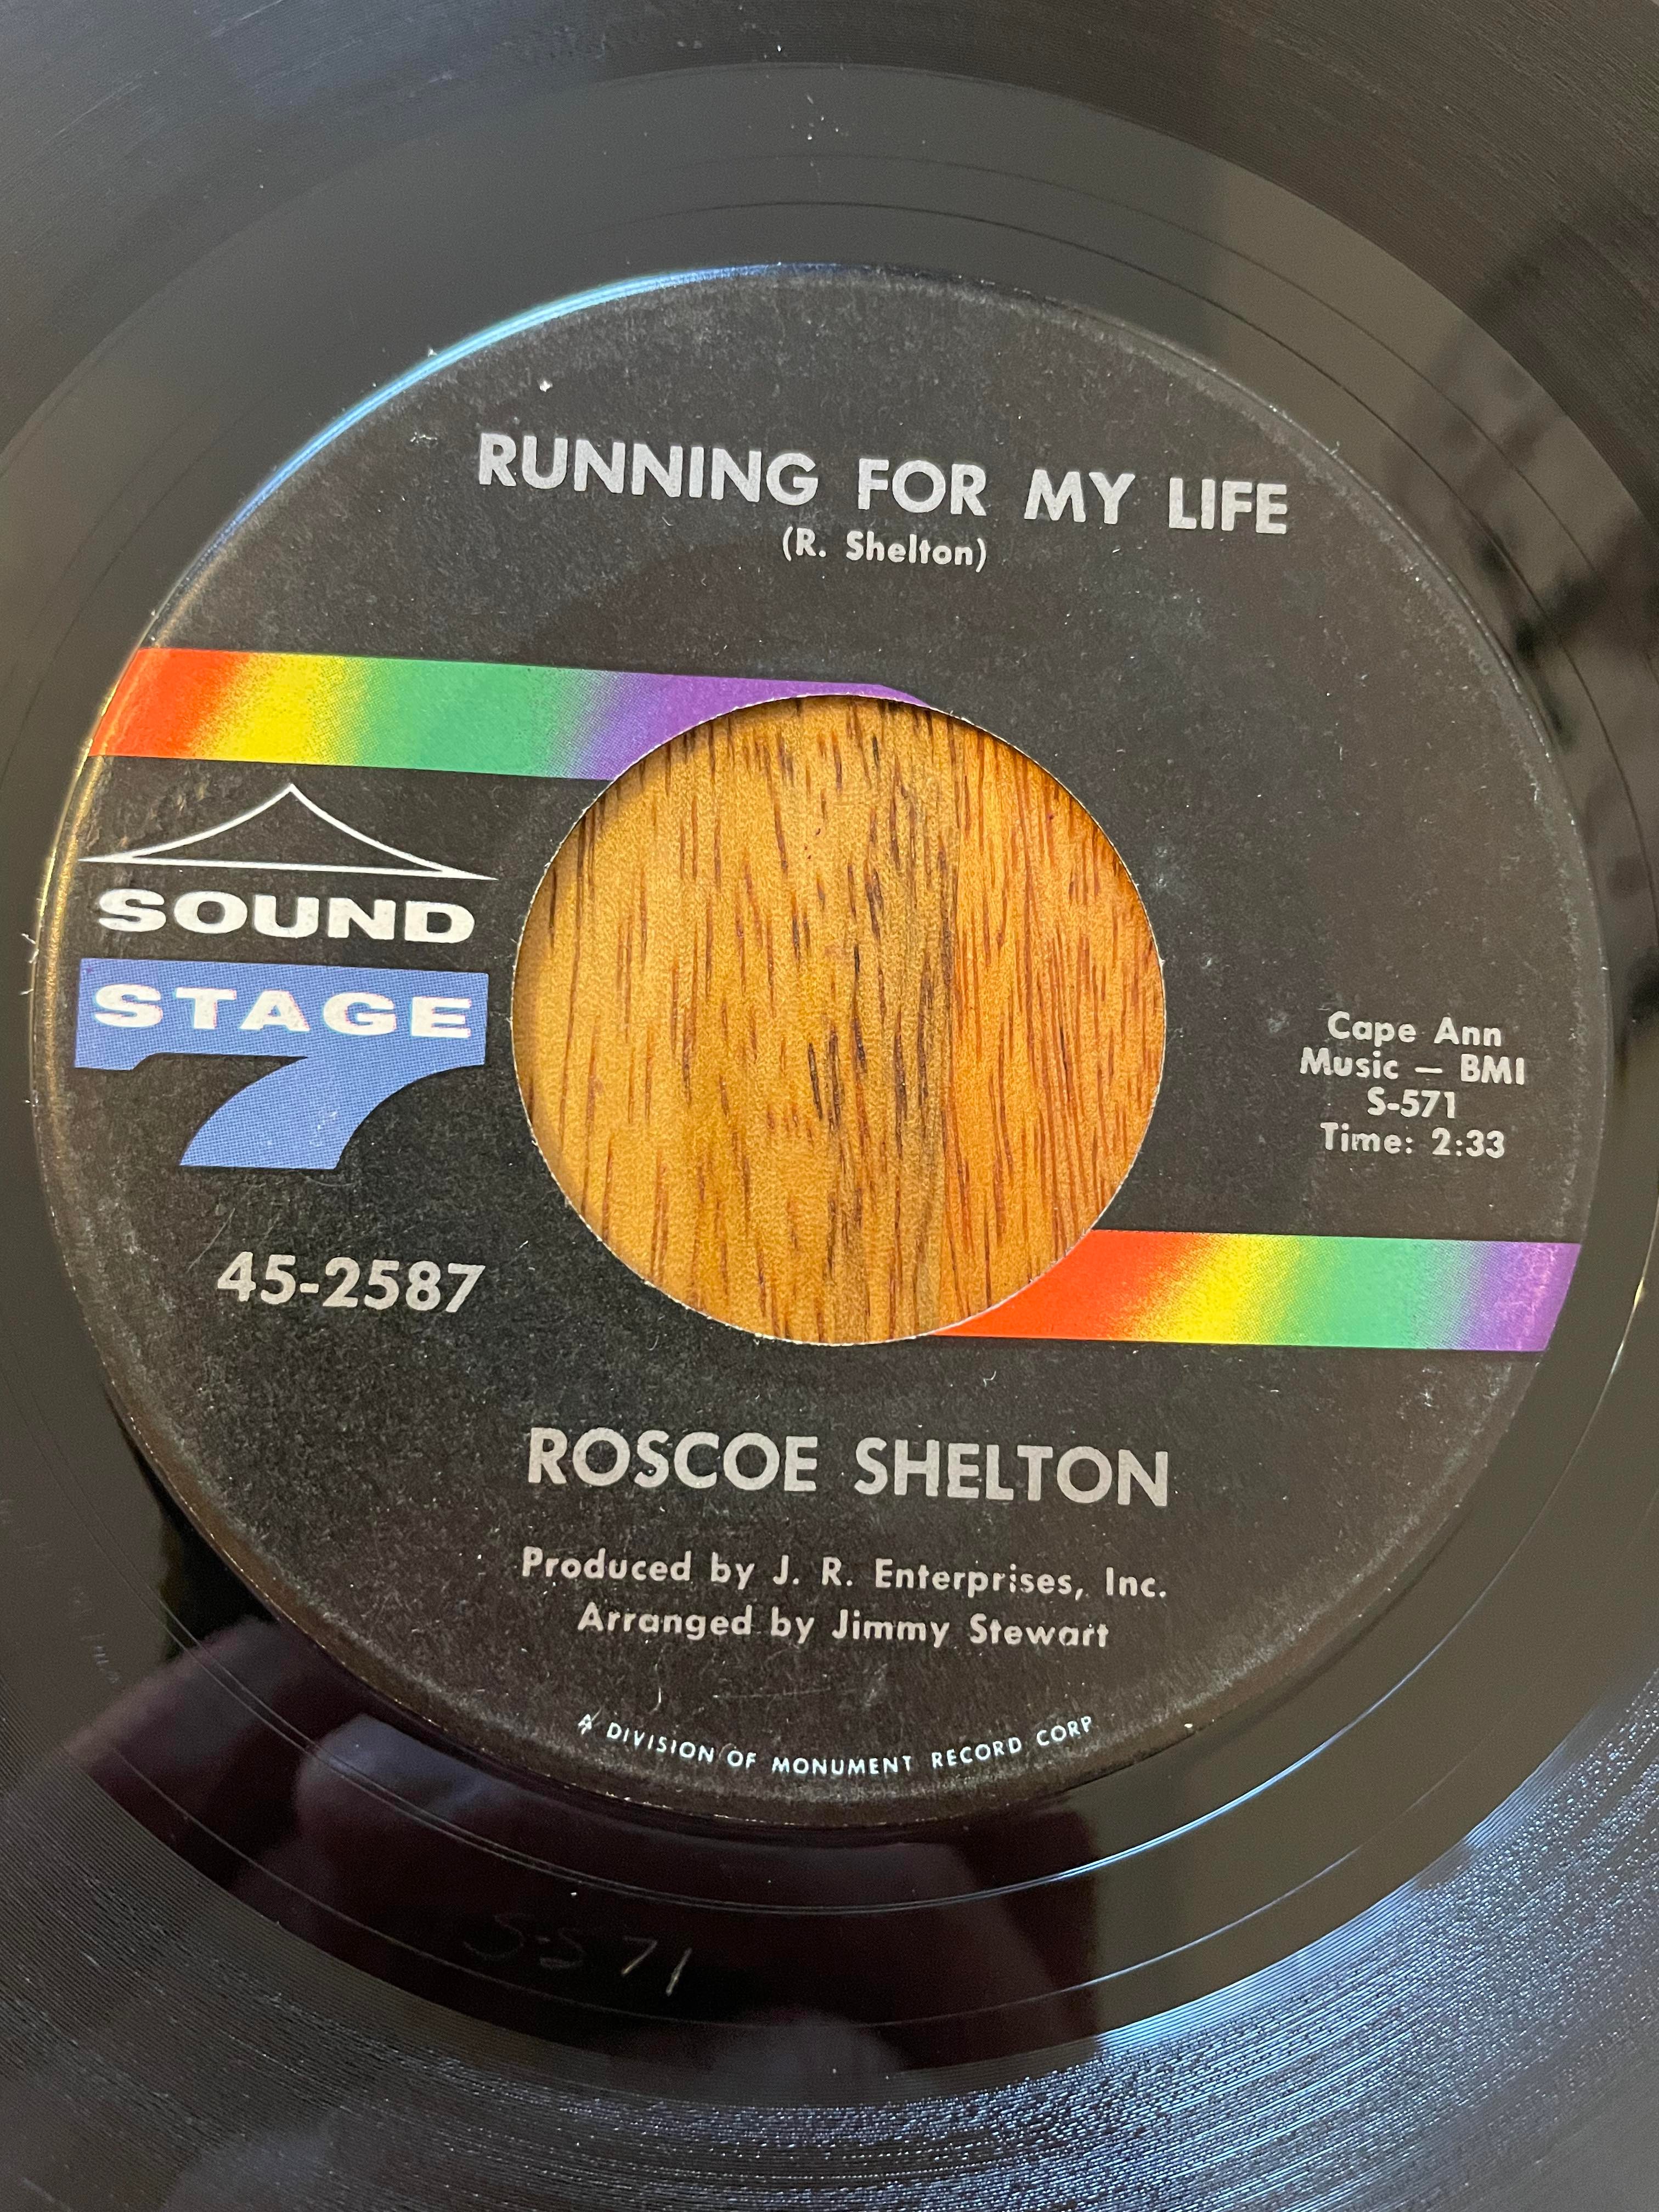 RUNNING FOR MY LIFE
(R. Shelton)
SOUND
STAGE
7
Cape Ann
Music — BMI
S-571
Time: 2:33
45-2587
ROSCOE SHELTON
Produced by J. R. Enterprises, Inc.
Arranged by Jimmy Stewart
A DIVISION OF MONUMENT RECORD CORP
S-571